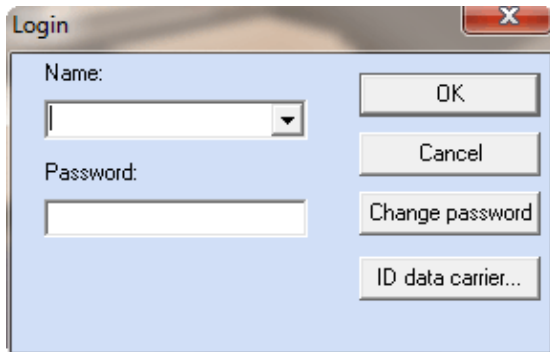 Login
Name:
OK
Cancel
Password:
Change password
ID data carrier...